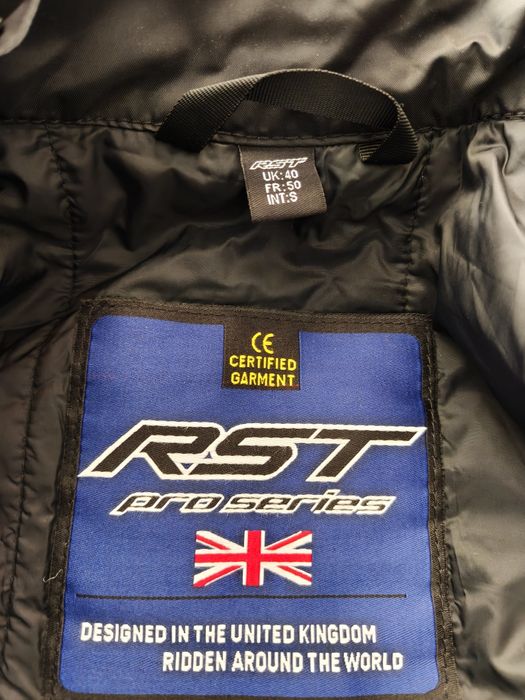 RST
UK:40
FR:50
INT:S
CE
CERTIFIED
GARMENT
RST
pro series
DESIGNED IN THE UNITED KINGDOM
RIDDEN AROUND THE WORLD